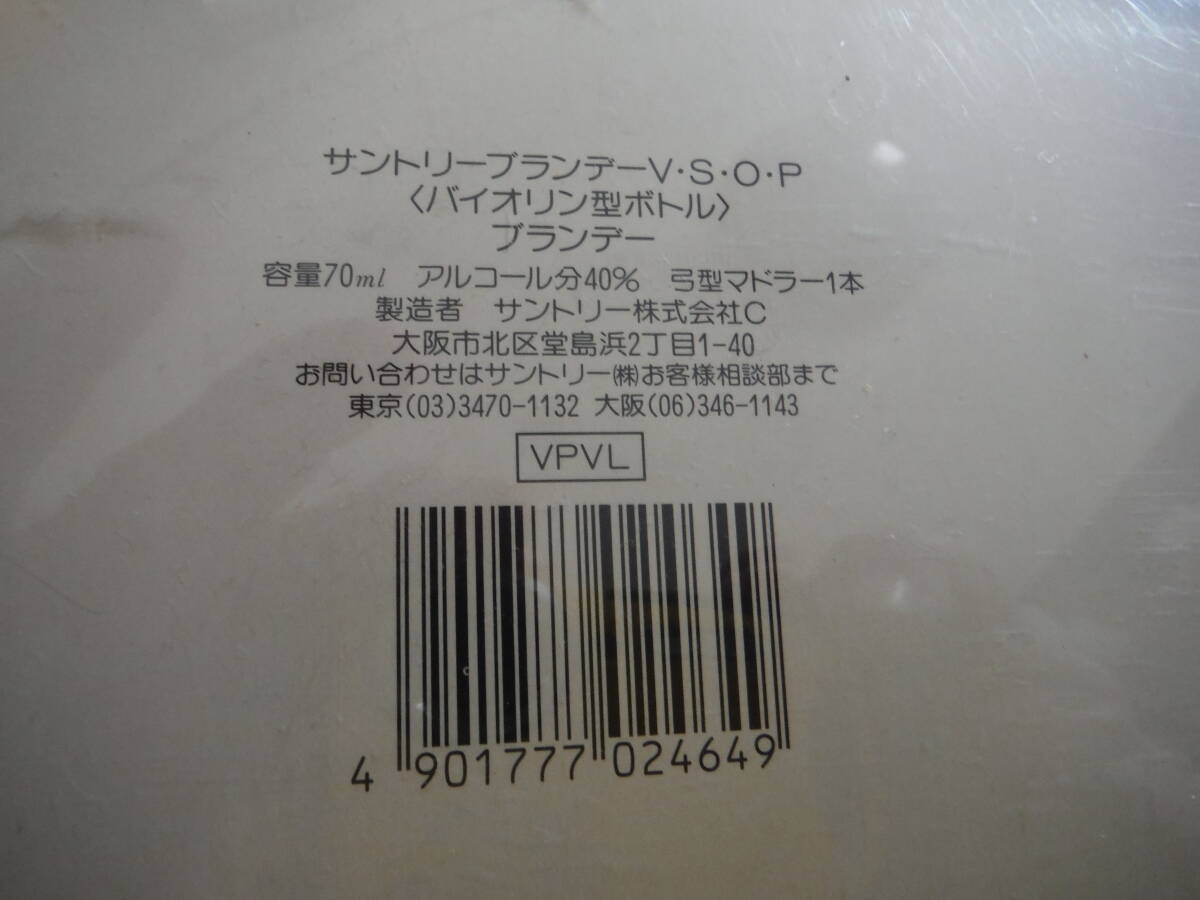 サントリーブランデーV・S・O・P
〈バイオリン型ボトル〉
ブランデー
容量70ml アルコール分40% 弓型マドラー1本
製造者 サントリー株式会社C
大阪市北区堂島浜2丁目1-40
お問い合わせはサントリー㈱お客様相談部まで
東京(03)3470-1132 大阪(06)346-1143
VPVL
4 901777 024649